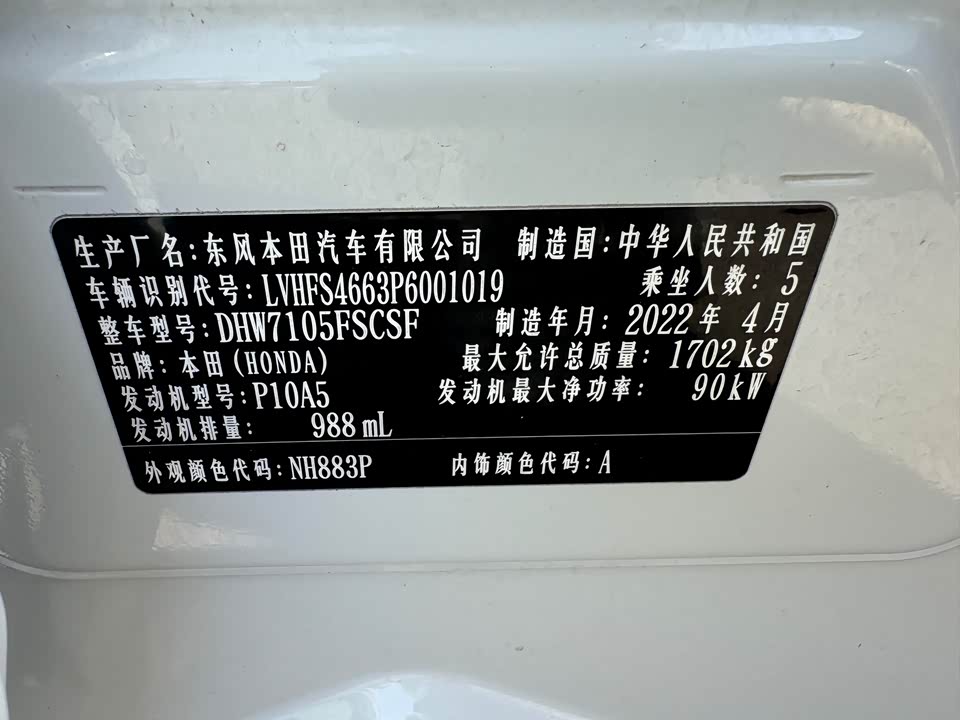 生产厂名:东风本田汽车有限公司 制造国:中华人民共和国
车辆识别代号:LVHFS4663P6001019 乘坐人数: 5
整车型号:DHW7105FSCSF 制造年月: 2022年 4月
品牌: 本田(HONDA) 最大允许总质量: 1702kg
发动机型号:P10A5 发动机最大净功率: 90kW
发动机排量: 988mL
外观颜色代码:NH883P 内饰颜色代码:A